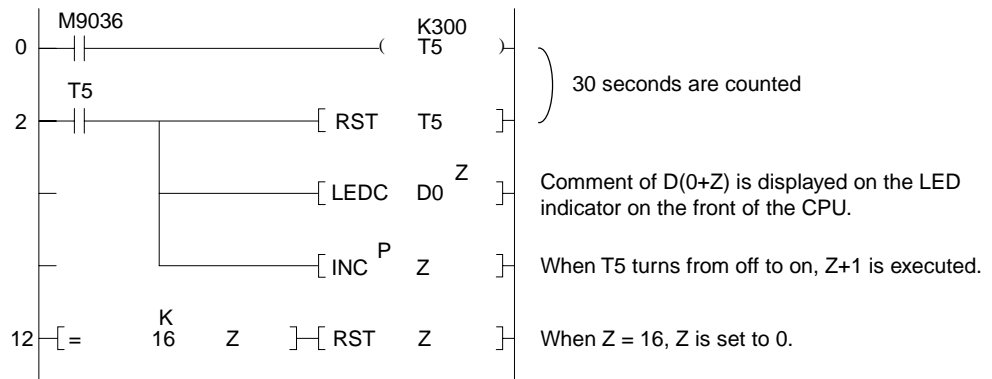 M9036
K300
0 ( T5 )
30 seconds are counted
T5
2 [ RST T5 ]
Z
[ LEDC D0 ]
Comment of D(0+Z) is displayed on the LED
indicator on the front of the CPU.
P
[ INC Z ]
When T5 turns from off to on, Z+1 is executed.
K
12 [ = 16 Z ] [ RST Z ]
When Z = 16, Z is set to 0.